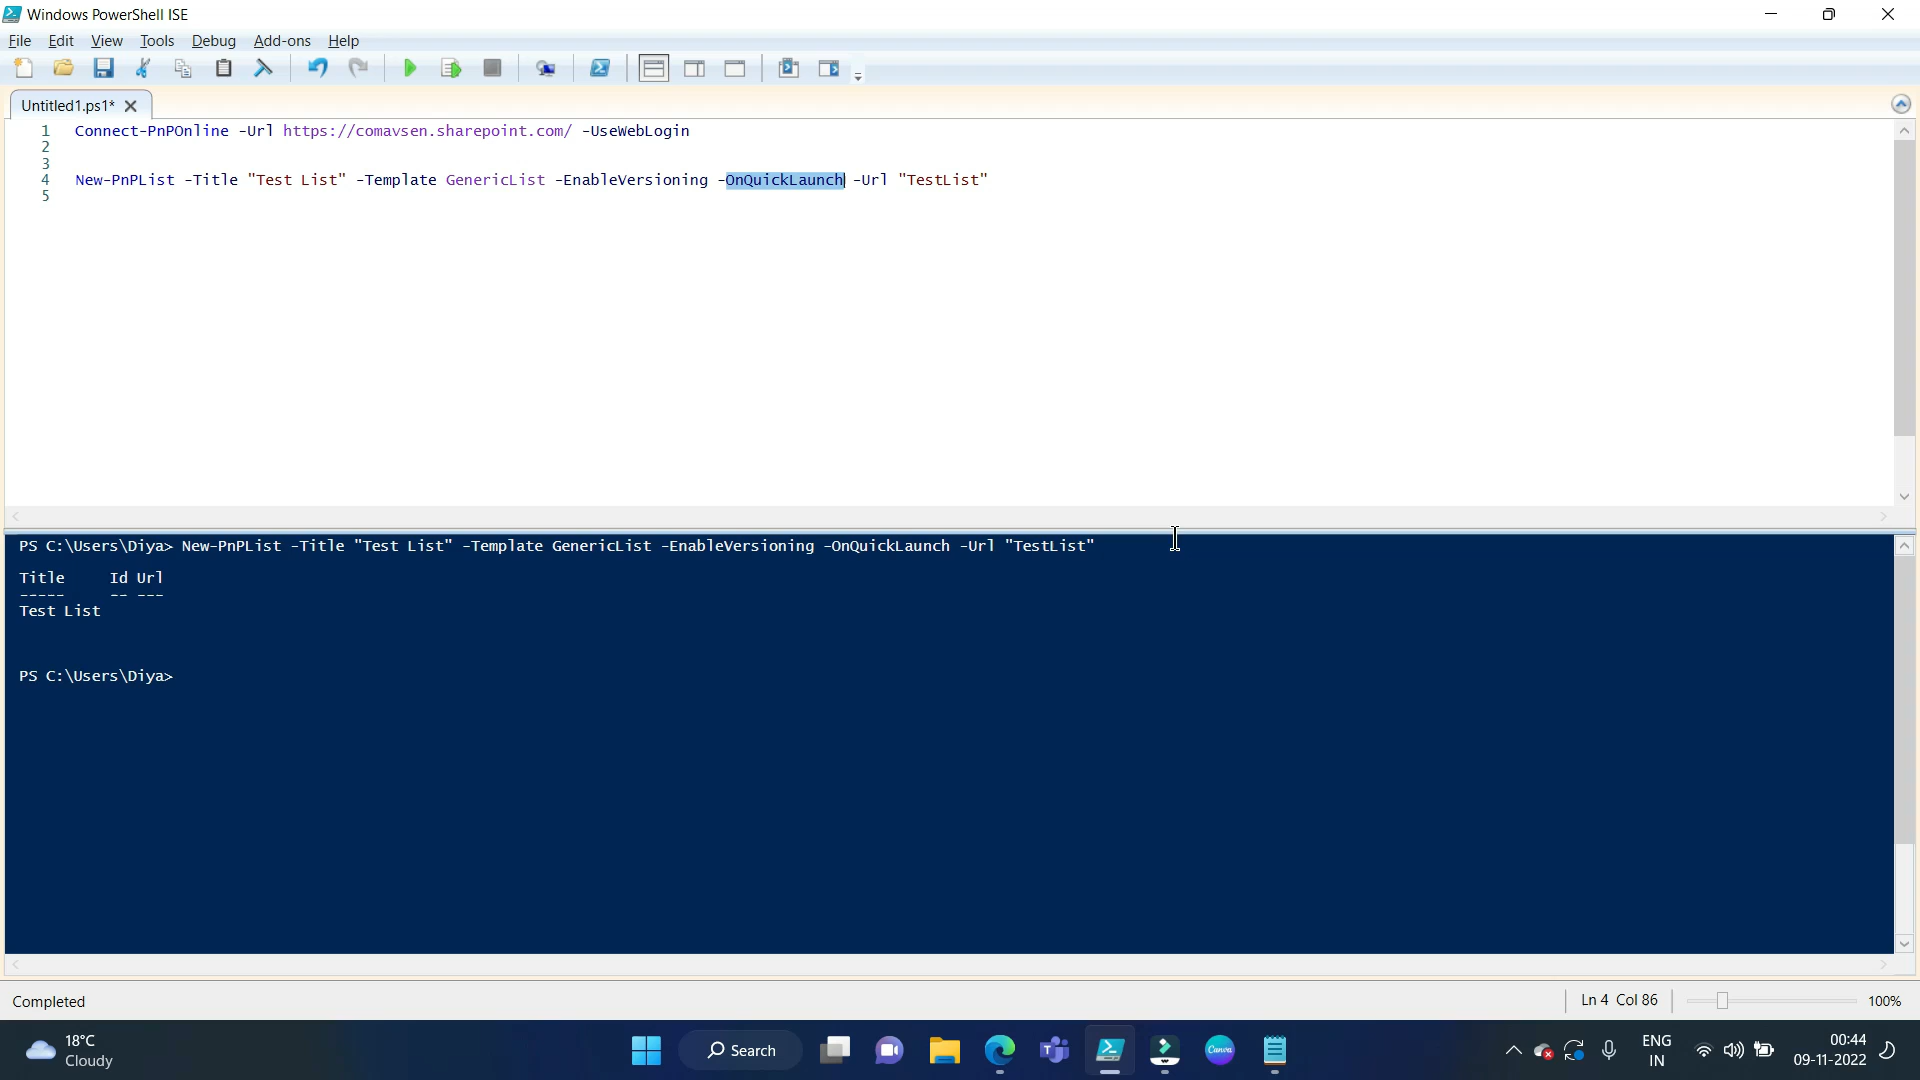 Windows PowerShell ISE
File Edit View Tools Debug Add-ons Help
Untitled1.ps1*
1 Connect-PnPOnline -Url https://comavsen.sharepoint.com/ -UseWebLogin
2
3
4 New-PnPList -Title "Test List" -Template GenericList -EnableVersioning -OnQuickLaunch -Url "TestList"
5
PS C:\Users\Diya> New-PnPList -Title "Test List" -Template GenericList -EnableVersioning -OnQuickLaunch -Url "TestList"
Title Id Url
----- -- ---
Test List
PS C:\Users\Diya>
Completed
Ln 4 Col 86
100%
18°C
Cloudy
Search
Canva
ENG
IN
00:44
09-11-2022